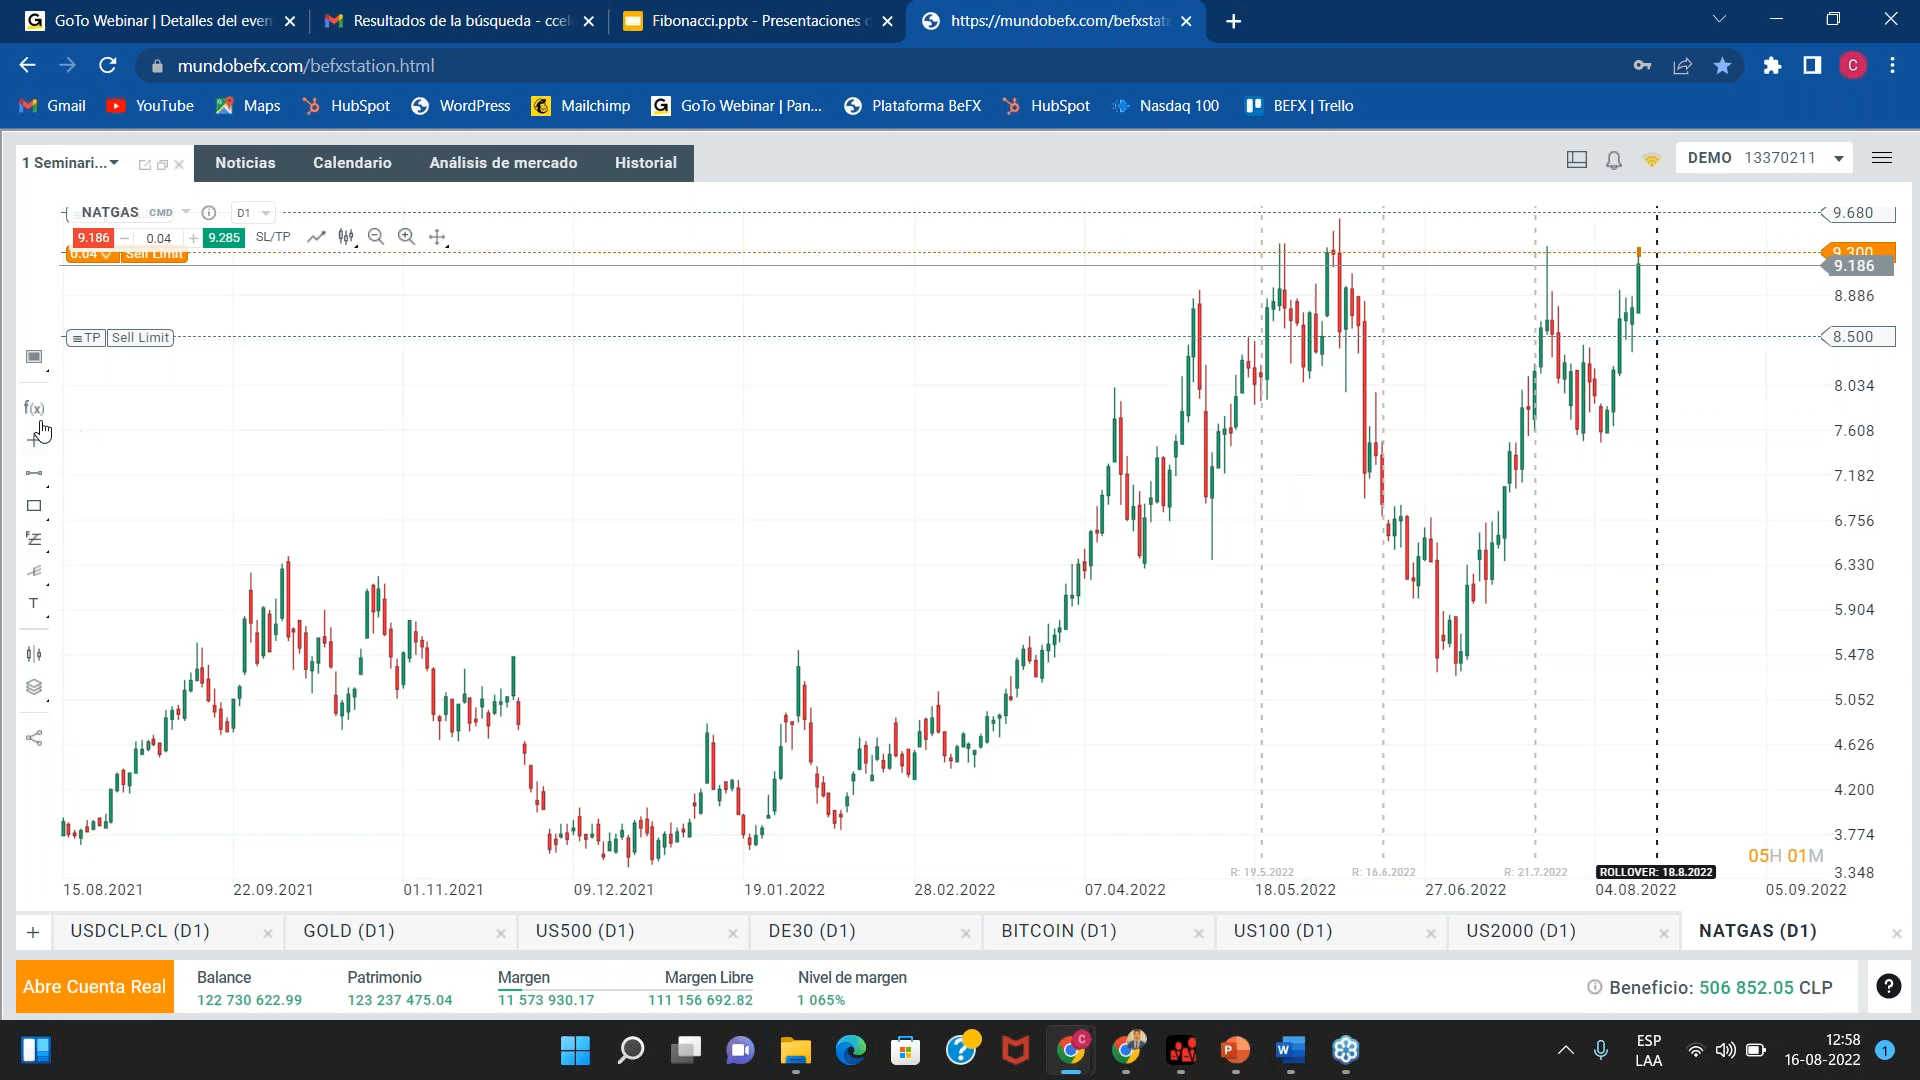 GoTo Webinar | Detalles del even
Resultados de la búsqueda - ccel
Fibonacci.pptx - Presentaciones
https://mundobefx.com/befxstati
mundobefx.com/befxstation.html
C
Gmail
YouTube
Maps
HubSpot
WordPress
Mailchimp
GoTo Webinar | Pan...
Plataforma BeFX
HubSpot
Nasdaq 100
BEFX | Trello
1 Seminari...
Noticias
Calendario
Análisis de mercado
Historial
DEMO 13370211
NATGAS CMD
D1
9.680
9.186
0.04
9.285
SL/TP
0.04 Sell Limit
9.300
9.186
8.886
TP Sell Limit
8.500
f(x)
8.034
7.608
7.182
6.756
6.330
T
5.904
5.478
5.052
4.626
4.200
3.774
05H 01M
R: 19.5.2022
R: 16.6.2022
R: 21.7.2022
ROLLOVER: 18.8.2022
3.348
15.08.2021
22.09.2021
01.11.2021
09.12.2021
19.01.2022
28.02.2022
07.04.2022
18.05.2022
27.06.2022
04.08.2022
05.09.2022
USDCLP.CL (D1)
GOLD (D1)
US500 (D1)
DE30 (D1)
BITCOIN (D1)
US100 (D1)
US2000 (D1)
NATGAS (D1)
Abre Cuenta Real
Balance
122 730 622.99
Patrimonio
123 237 475.04
Margen
11 573 930.17
Margen Libre
111 156 692.82
Nivel de margen
1 065%
Beneficio: 506 852.05 CLP
ESP
LAA
12:58
16-08-2022
1